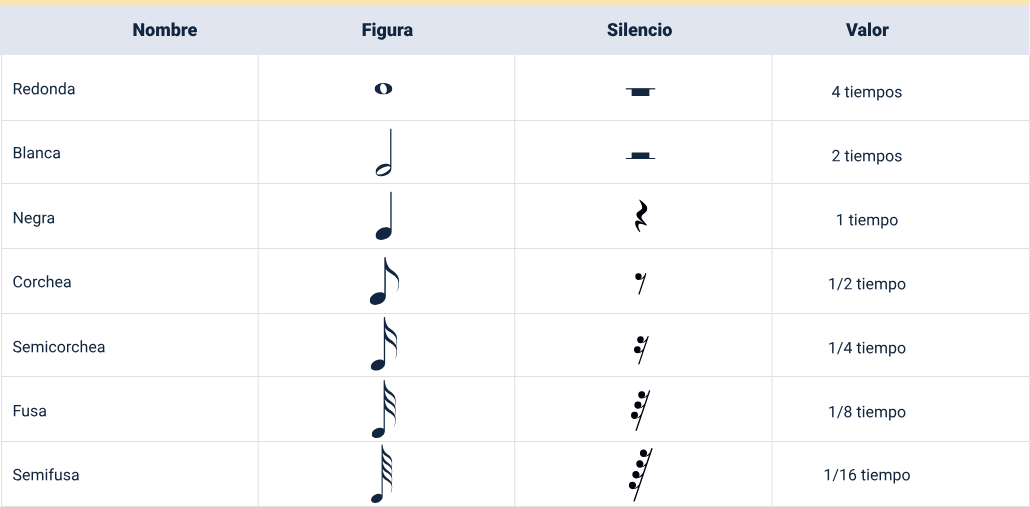 Nombre Figura Silencio Valor
Redonda 4 tiempos
Blanca 2 tiempos
Negra 1 tiempo
Corchea 1/2 tiempo
Semicorchea 1/4 tiempo
Fusa 1/8 tiempo
Semifusa 1/16 tiempo